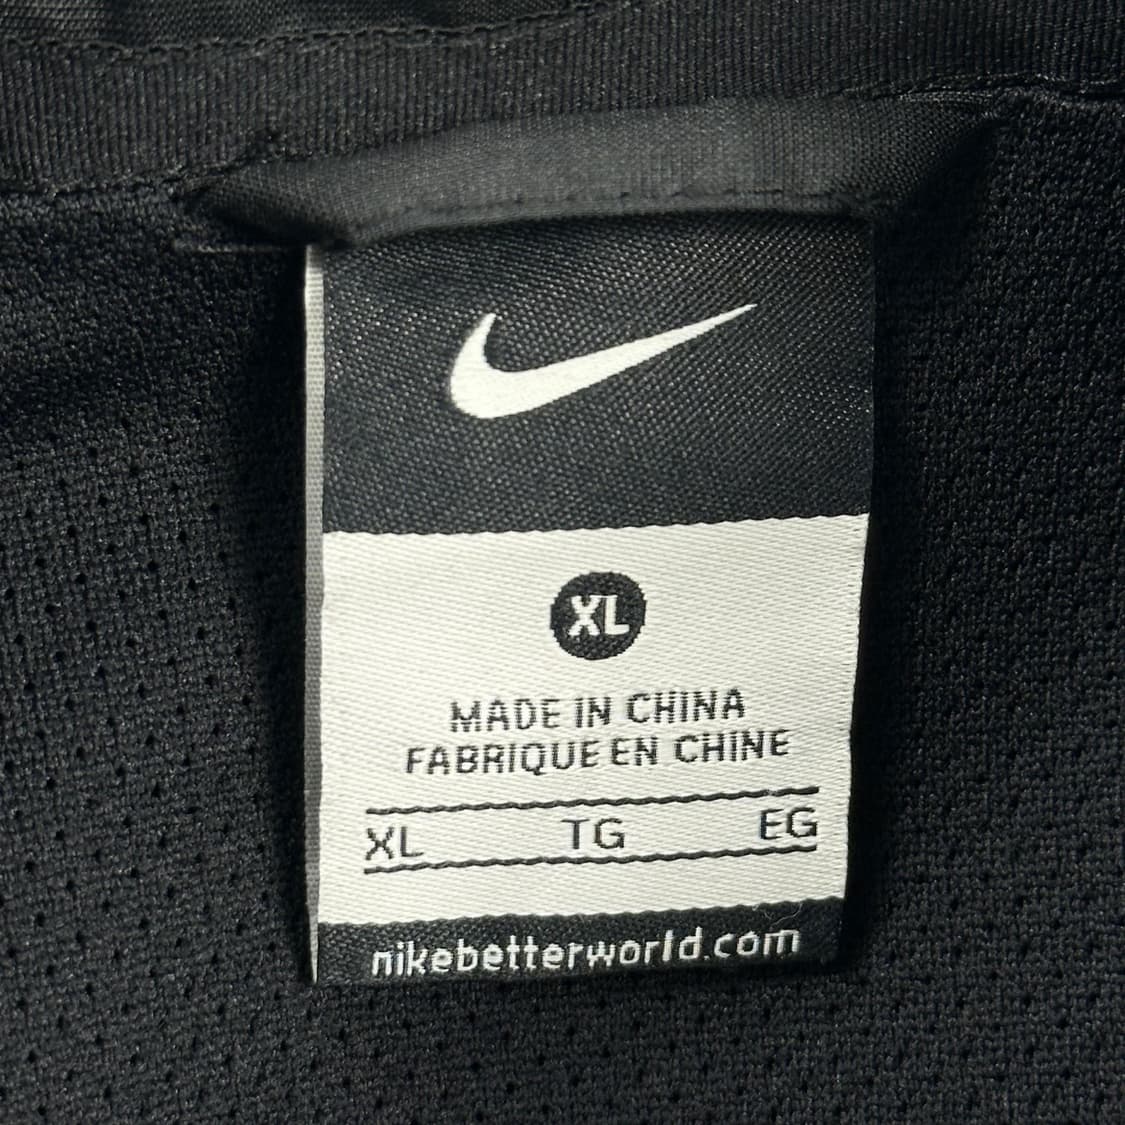 XL
MADE IN CHINA
FABRIQUE EN CHINE
XL TG EG
nikebetterworld.com